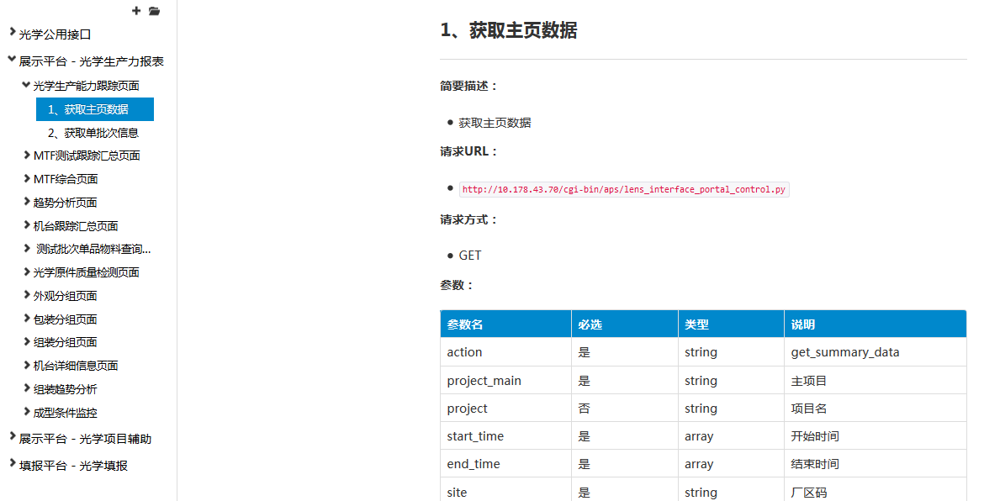 光学公用接口
展示平台 - 光学生产力报表
光学生产能力跟踪页面
1、获取主页数据
2、获取单批次信息
MTF测试跟踪汇总页面
MTF综合页面
趋势分析页面
机台跟踪汇总页面
测试批次单品物料查询...
光学原件质量检测页面
外观分组页面
包装分组页面
组装分组页面
机台详细信息页面
组装趋势分析
成型条件监控
展示平台 - 光学项目辅助
填报平台 - 光学填报
1、获取主页数据
简要描述：
获取主页数据
请求URL：
http://10.178.43.70/cgi-bin/aps/lens_interface_portal_control.py
请求方式：
GET
参数：
参数名 必选 类型 说明
action 是 string get_summary_data
project_main 是 string 主项目
project 否 string 项目名
start_time 是 array 开始时间
end_time 是 array 结束时间
site 是 string 厂区码